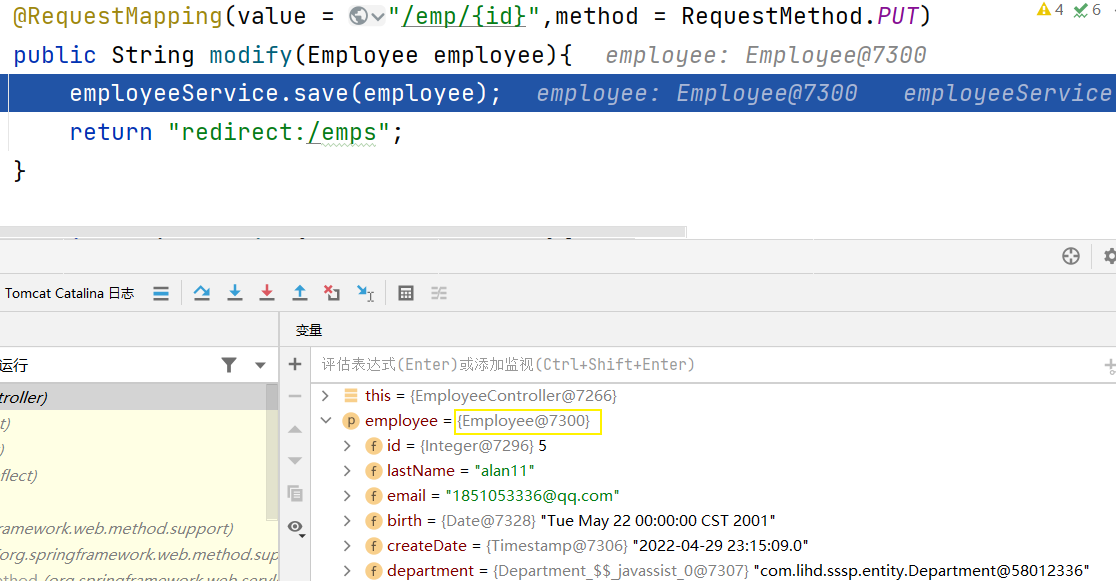 @RequestMapping(value = "/emp/{id}",method = RequestMethod.PUT)
4 6
public String modify(Employee employee){ employee: Employee@7300
employeeService.save(employee); employee: Employee@7300 employeeService
return "redirect:/emps";
}
Tomcat Catalina 日志
变量
运行
评估表达式(Enter)或添加监视(Ctrl+Shift+Enter)
troller)
this = {EmployeeController@7266}
t)
employee = {Employee@7300}
)
id = {Integer@7296} 5
flect)
lastName = "alan11"
email = "1851053336@qq.com"
ramework.web.method.support)
birth = {Date@7328} "Tue May 22 00:00:00 CST 2001"
(org.springframework.web.method.sup
createDate = {Timestamp@7306} "2022-04-29 23:15:09.0"
department = {Department_$$_javassist_0@7307} "com.lihd.sssp.entity.Department@58012336"